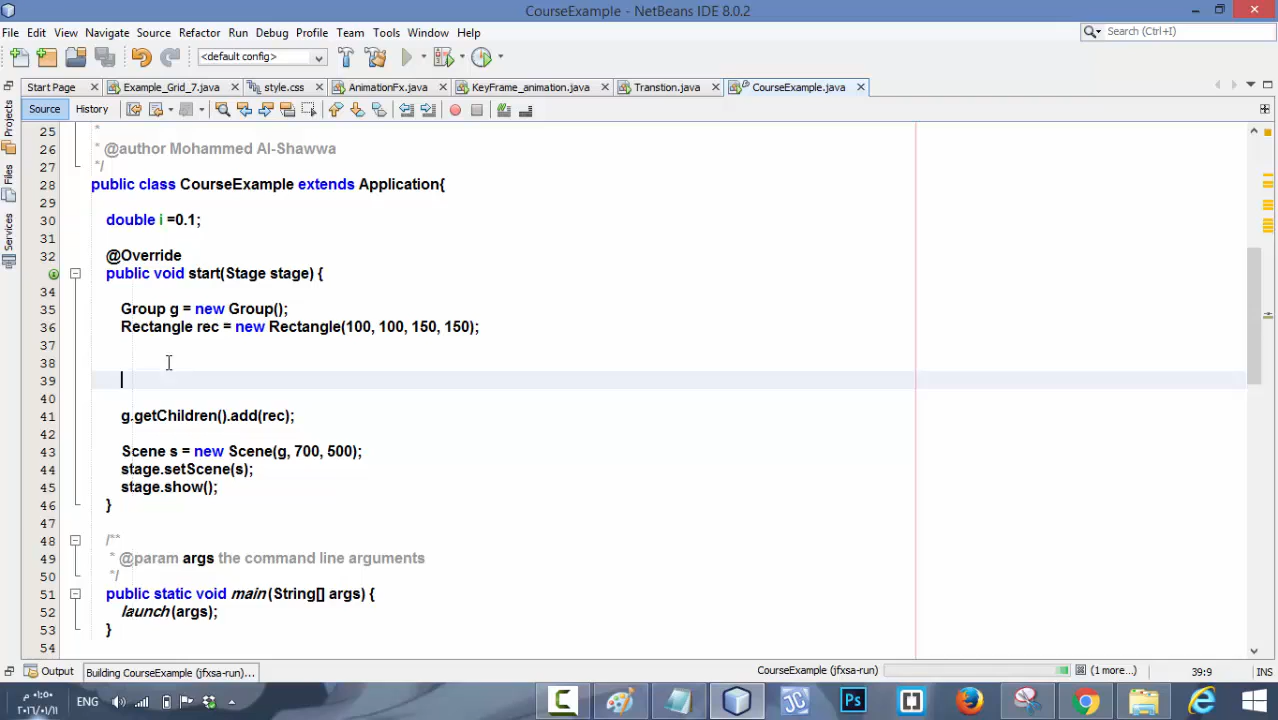 CourseExample - NetBeans IDE 8.0.2
File Edit View Navigate Source Refactor Run Debug Profile Team Tools Window Help
Search (Ctrl+I)
<default config>
Start Page Example_Grid_7.java style.css AnimationFx.java KeyFrame_animation.java Transtion.java CourseExample.java
Source History
Projects
Files
Services
25 *
26 * @author Mohammed Al-Shawwa
27 */
28 public class CourseExample extends Application{
29
30 double i =0.1;
31
32 @Override
public void start(Stage stage) {
34
35 Group g = new Group();
36 Rectangle rec = new Rectangle(100, 100, 150, 150);
37
38
39
40
41 g.getChildren().add(rec);
42
43 Scene s = new Scene(g, 700, 500);
44 stage.setScene(s);
45 stage.show();
46 }
47
48 /**
49 * @param args the command line arguments
50 */
51 public static void main(String[] args) {
52 launch(args);
53 }
54
Output Building CourseExample (jfxsa-run)... CourseExample (jfxsa-run) (1 more...) 39:9 INS
ENG
Ps